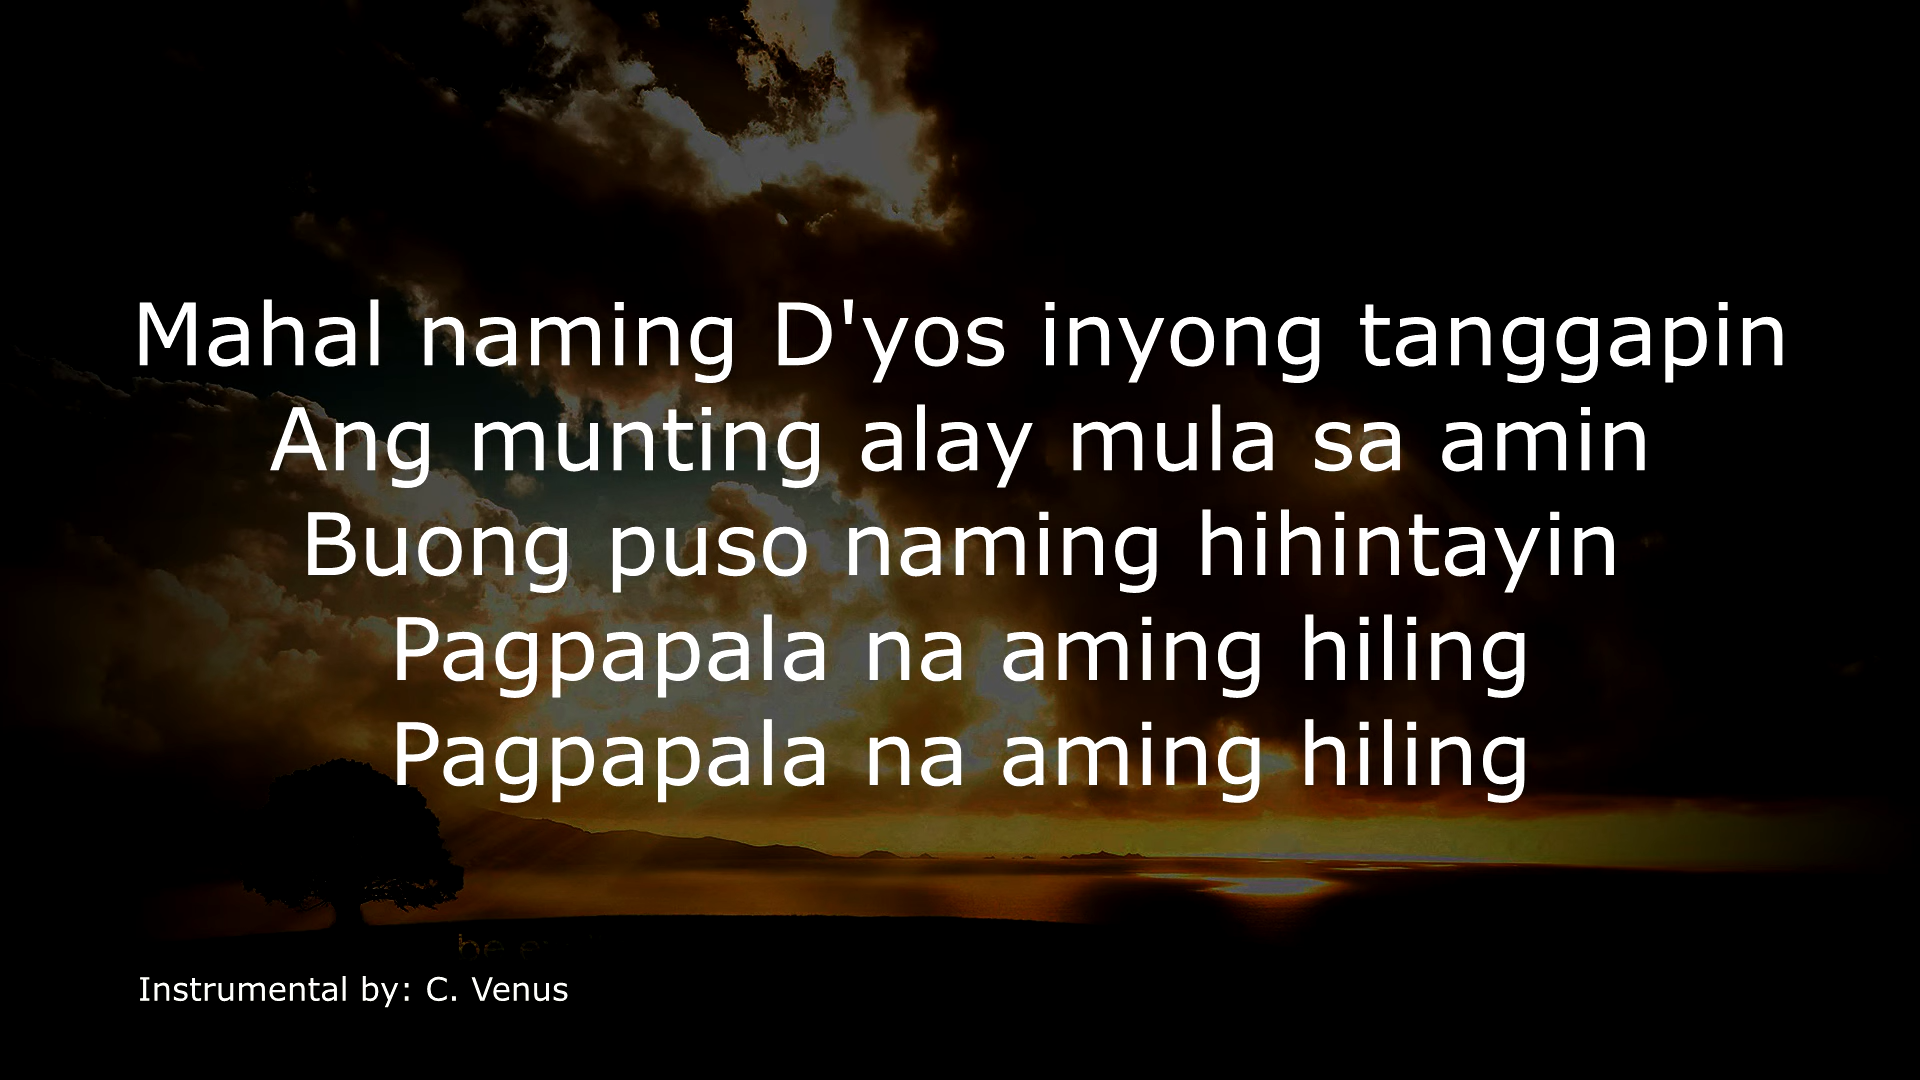 Mahal naming D'yos inyong tanggapin
Ang munting alay mula sa amin
Buong puso naming hihintayin
Pagpapala na aming hiling
Pagpapala na aming hiling
be
Instrumental by: C. Venus